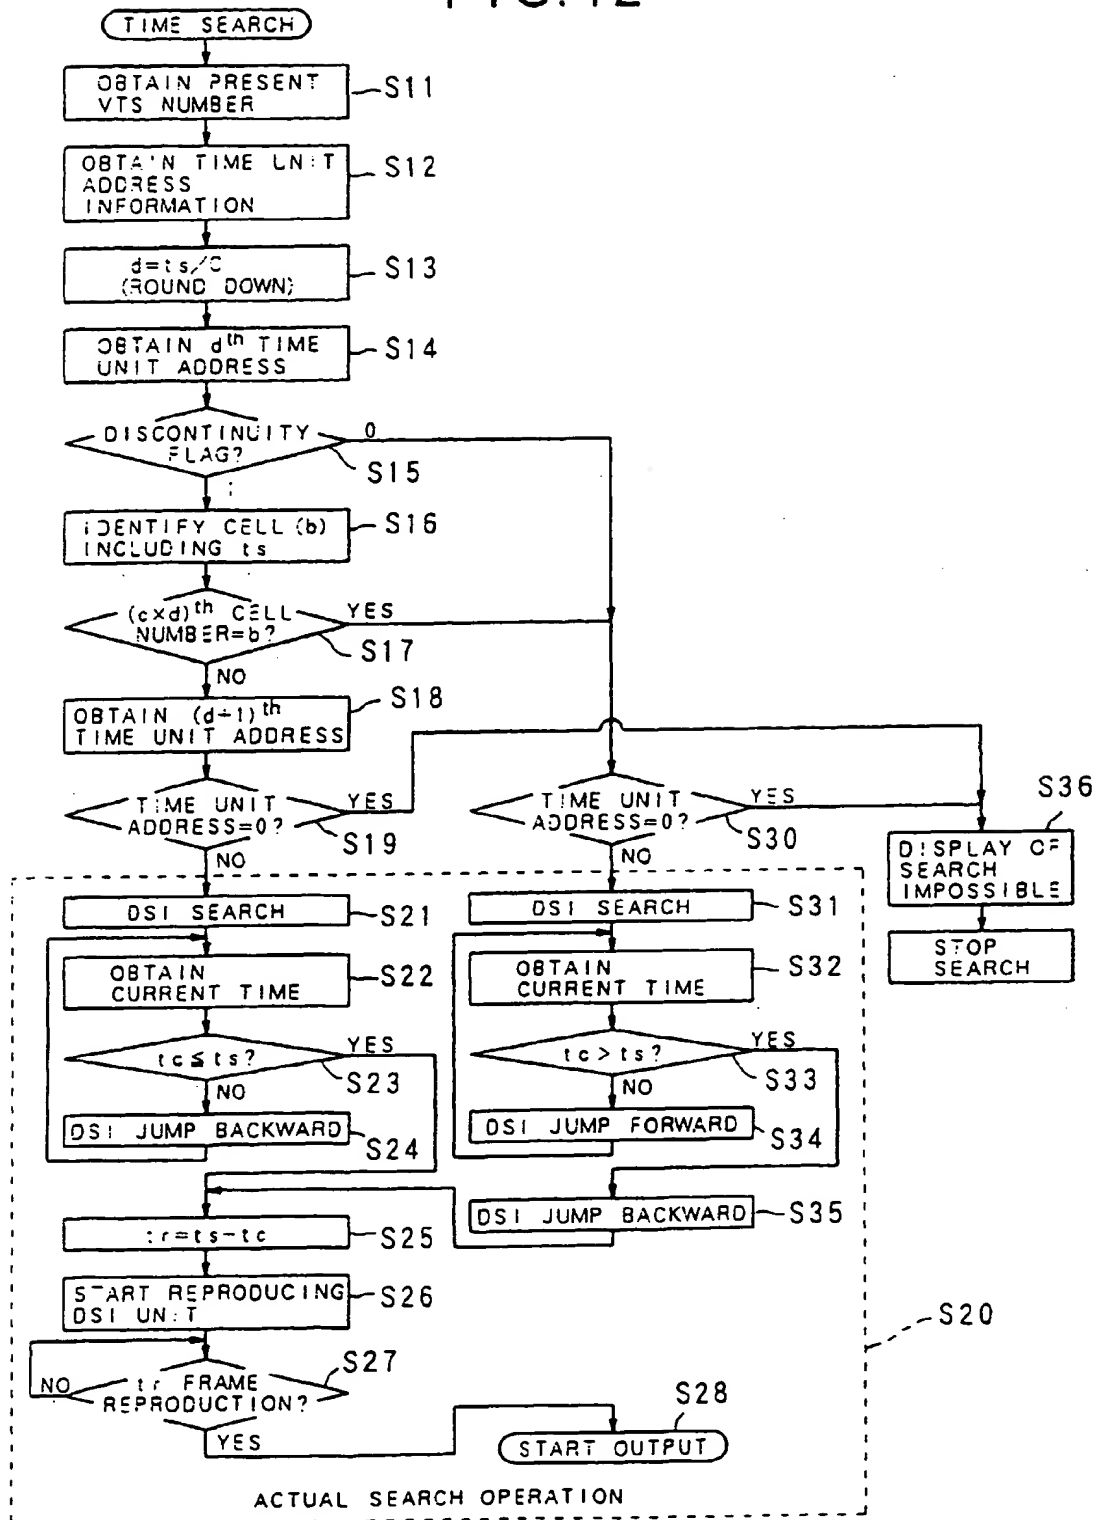 FIG.12
TIME SEARCH
OBTAIN PRESENT
VTS NUMBER
S11
OBTAIN TIME UNIT
ADDRESS
INFORMATION
S12
d=ts/C
(ROUND DOWN)
S13
OBTAIN dth TIME
UNIT ADDRESS
S14
DISCONTINUITY
FLAG?
0
S15
IDENTIFY CELL (b)
INCLUDING ts
S16
(c×d)th CELL
NUMBER=b?
YES
S17
NO
OBTAIN (d+1)th
TIME UNIT ADDRESS
S18
TIME UNIT
ADDRESS=0?
YES
S19
NO
TIME UNIT
ADDRESS=0?
YES
S30
NO
S36
DISPLAY OF
SEARCH
IMPOSSIBLE
STOP
SEARCH
DSI SEARCH
S21
OBTAIN
CURRENT TIME
S22
tc≦ts?
YES
S23
NO
DSI JUMP BACKWARD
S24
DSI SEARCH
S31
OBTAIN
CURRENT TIME
S32
tc>ts?
YES
S33
NO
DSI JUMP FORWARD
S34
DSI JUMP BACKWARD
S35
tr=ts-tc
S25
START REPRODUCING
DSI UNIT
S26
S20
tr FRAME
REPRODUCTION?
S27
NO
YES
S28
START OUTPUT
ACTUAL SEARCH OPERATION